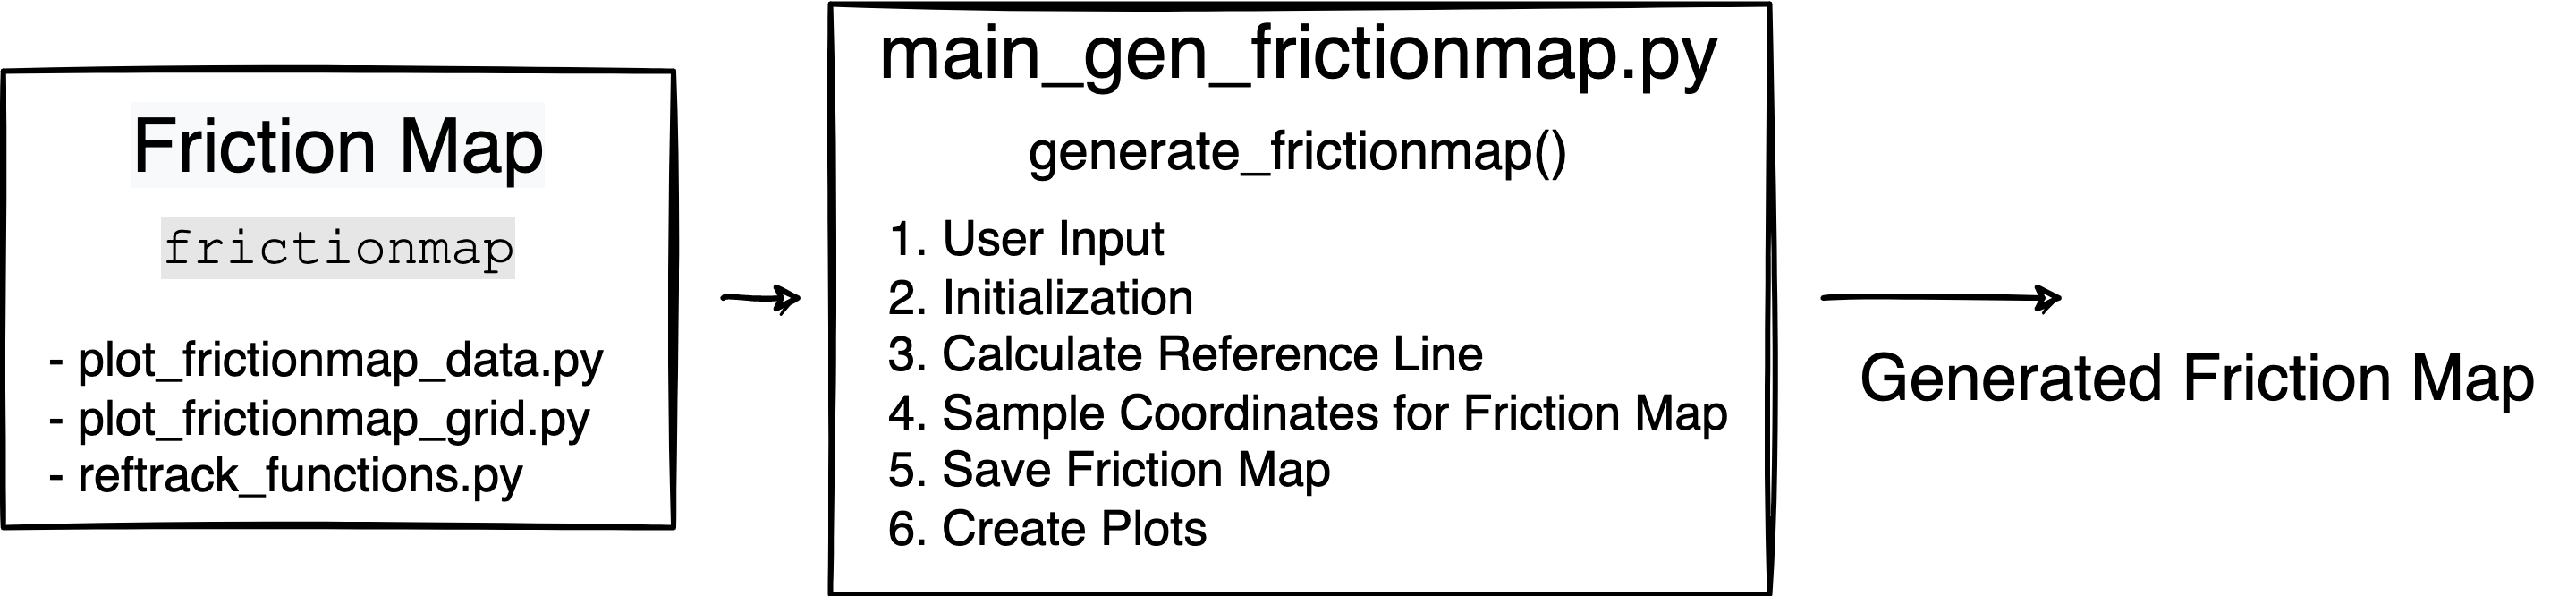 Friction Map
frictionmap
- plot_frictionmap_data.py
- plot_frictionmap_grid.py
- reftrack_functions.py
main_gen_frictionmap.py
generate_frictionmap()
1. User Input
2. Initialization
3. Calculate Reference Line
4. Sample Coordinates for Friction Map
5. Save Friction Map
6. Create Plots
Generated Friction Map